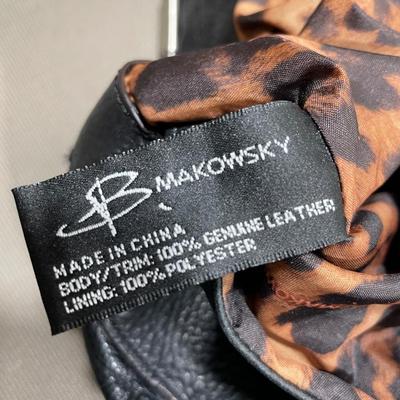 B MAKOWSKY
MADE IN CHINA
BODY/TRIM: 100% GENUINE LEATHER
LINING: 100% POLYESTER